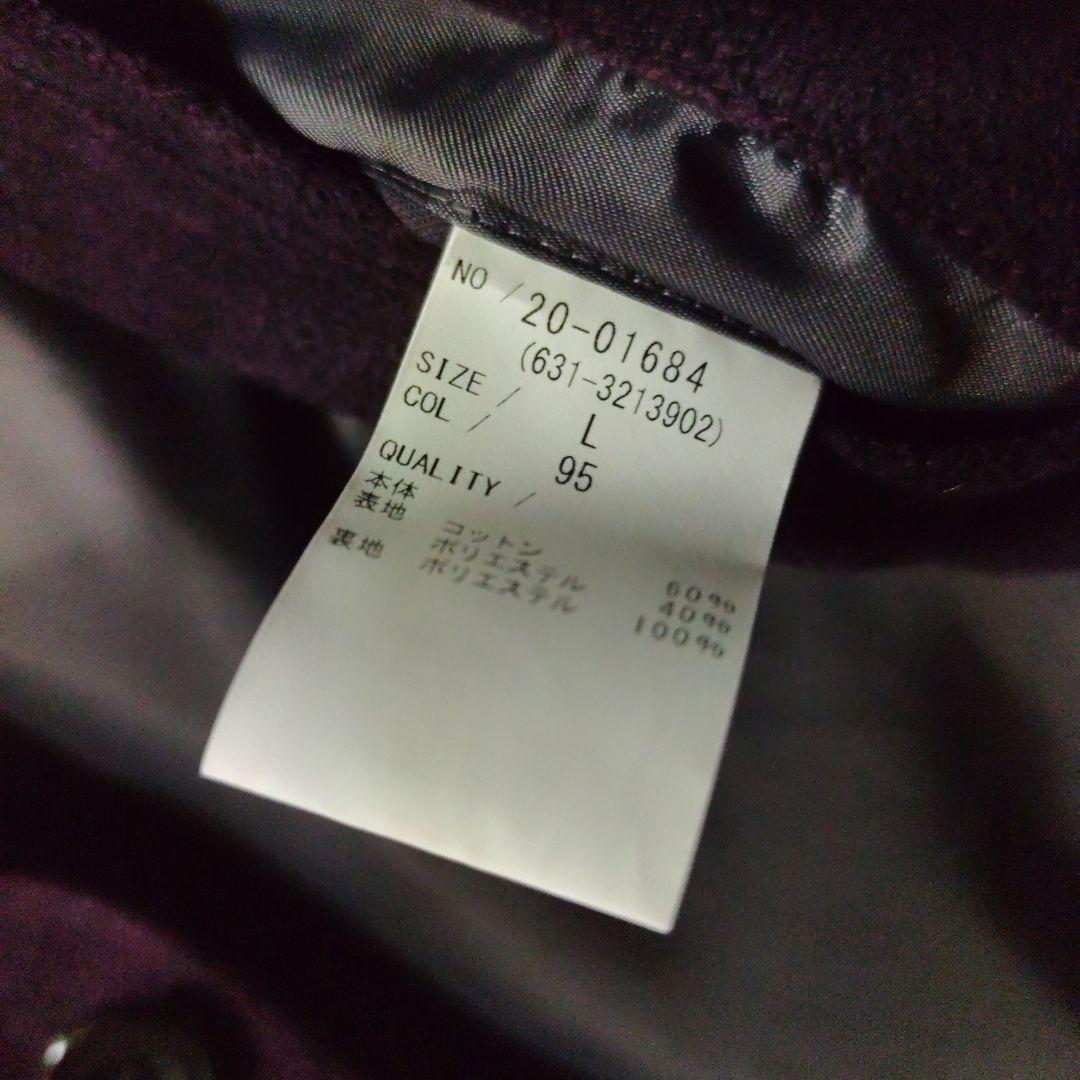 NO / 20-01684
(631-3213902)
SIZE / L
COL / 95
QUALITY /
本体
表地 コットン 60%
ポリエステル 40%
裏地 ポリエステル 100%